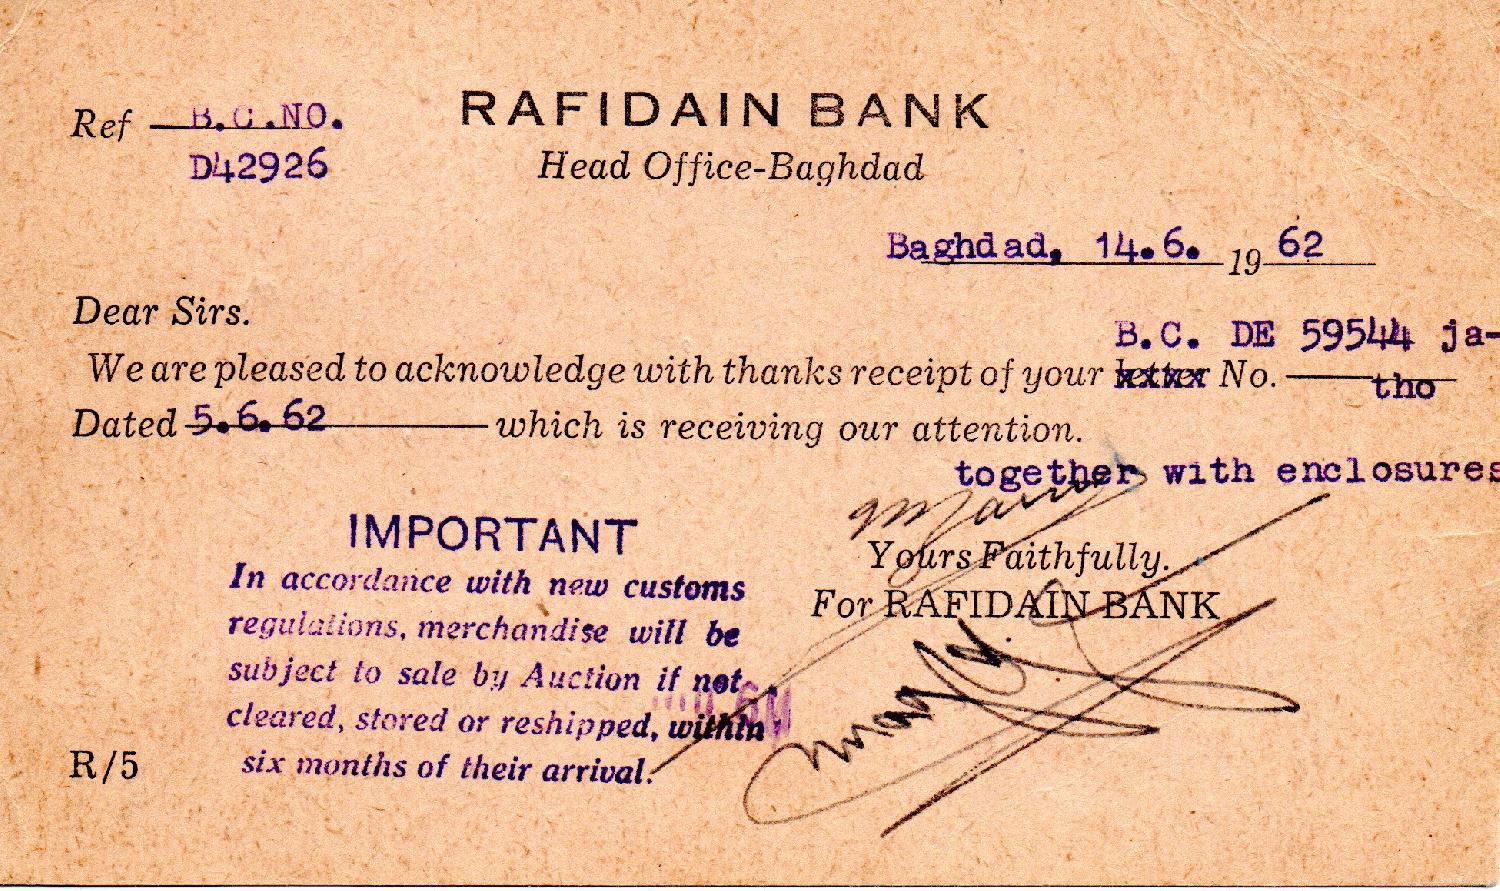 RAFIDAIN BANK
Ref B.C.NO.
D42926
Head Office-Baghdad
Baghdad, 14.6. 1962
Dear Sirs.
B.C. DE 59544 ja-
We are pleased to acknowledge with thanks receipt of your letter No. tho
Dated 5.6.62 which is receiving our attention.
together with enclosures
IMPORTANT
In accordance with new customs
regulations, merchandise will be
subject to sale by Auction if not
cleared, stored or reshipped, within
six months of their arrival.
Yours Faithfully.
For RAFIDAIN BANK
R/5